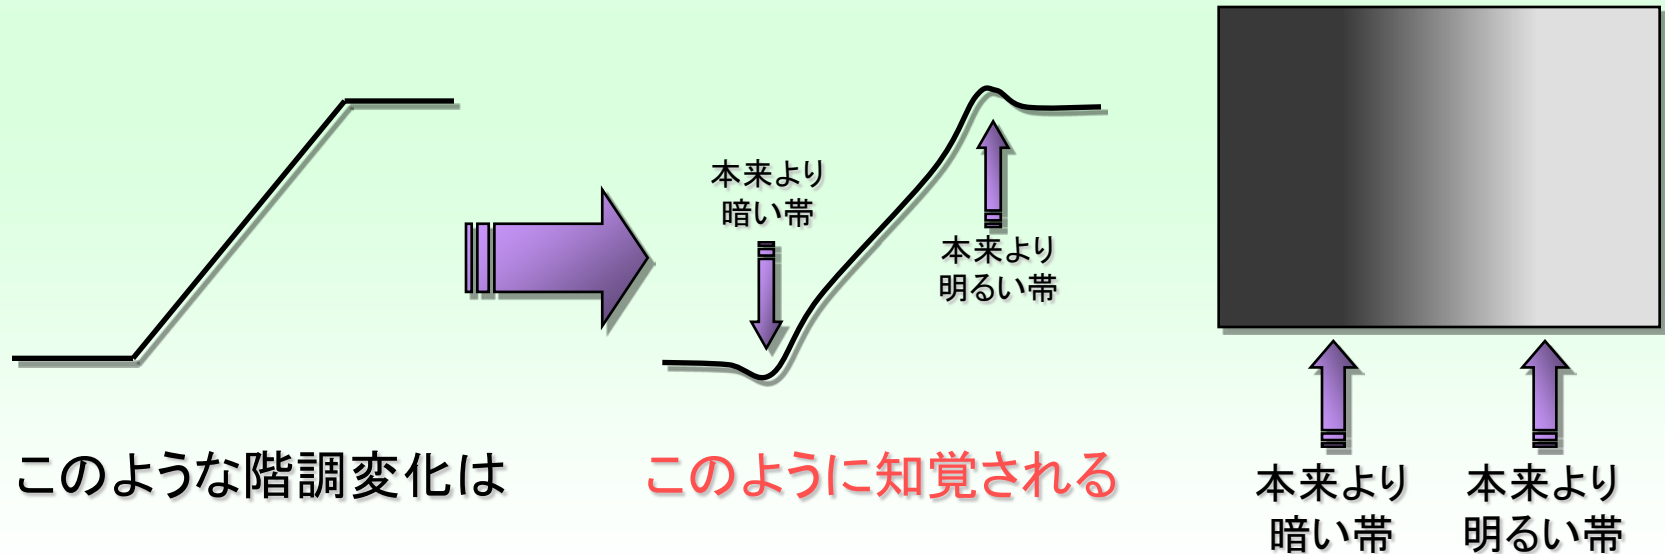 本来より
暗い帯
本来より
明るい帯
このような階調変化は
このように知覚される
本来より
暗い帯
本来より
明るい帯